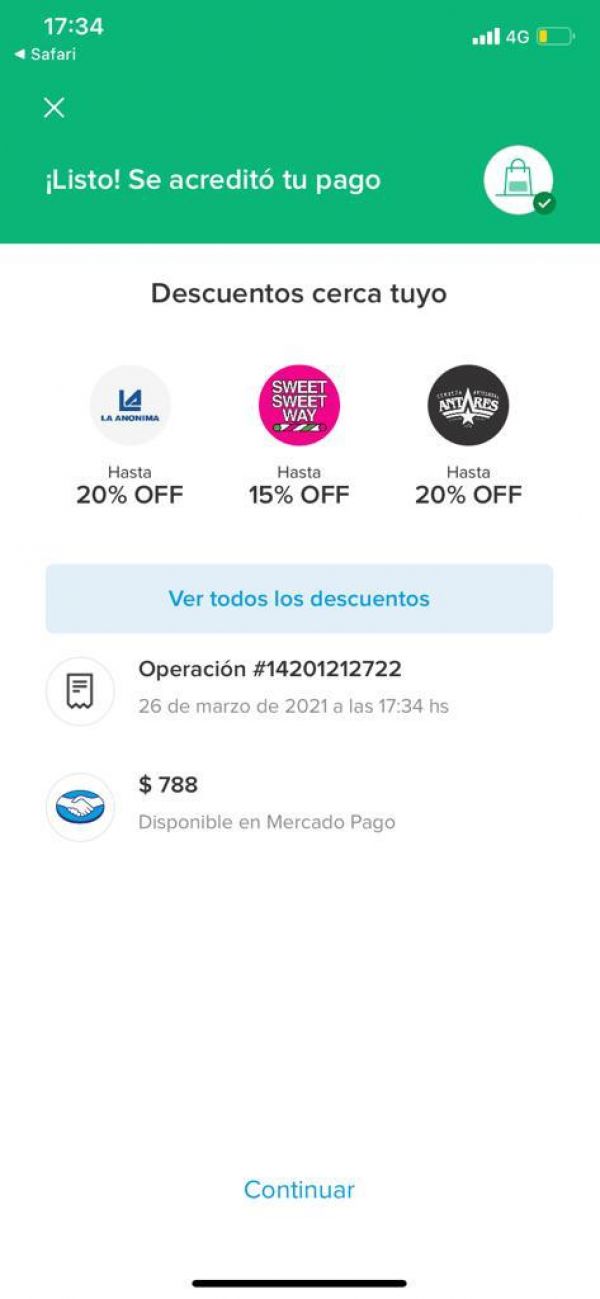 17:34
4G
◀ Safari
¡Listo! Se acreditó tu pago
Descuentos cerca tuyo
LA ANONIMA
SWEET
SWEET
WAY
CERVEZA ARTESANAL
ANTARES
Hasta
20% OFF
Hasta
15% OFF
Hasta
20% OFF
Ver todos los descuentos
Operación #14201212722
26 de marzo de 2021 a las 17:34 hs
$ 788
Disponible en Mercado Pago
Continuar